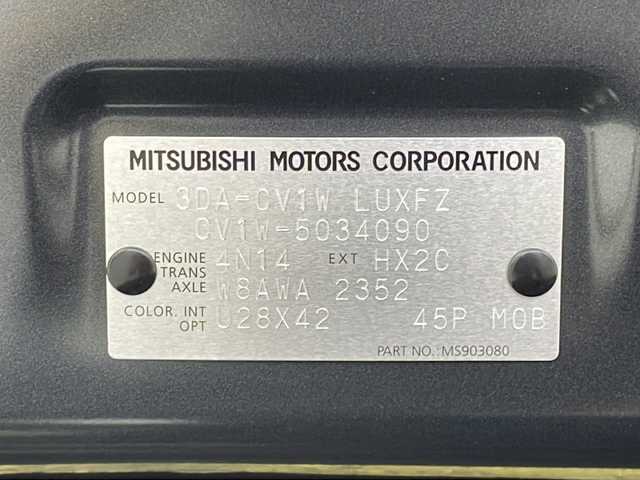 MITSUBISHI MOTORS CORPORATION
MODEL 3DA-CV1W LUXFZ
CV1W-5034090
ENGINE 4N14 EXT HX2C
TRANS
AXLE W8AWA 2352
COLOR. INT U28X42 45P M0B
OPT
PART NO.:MS903080